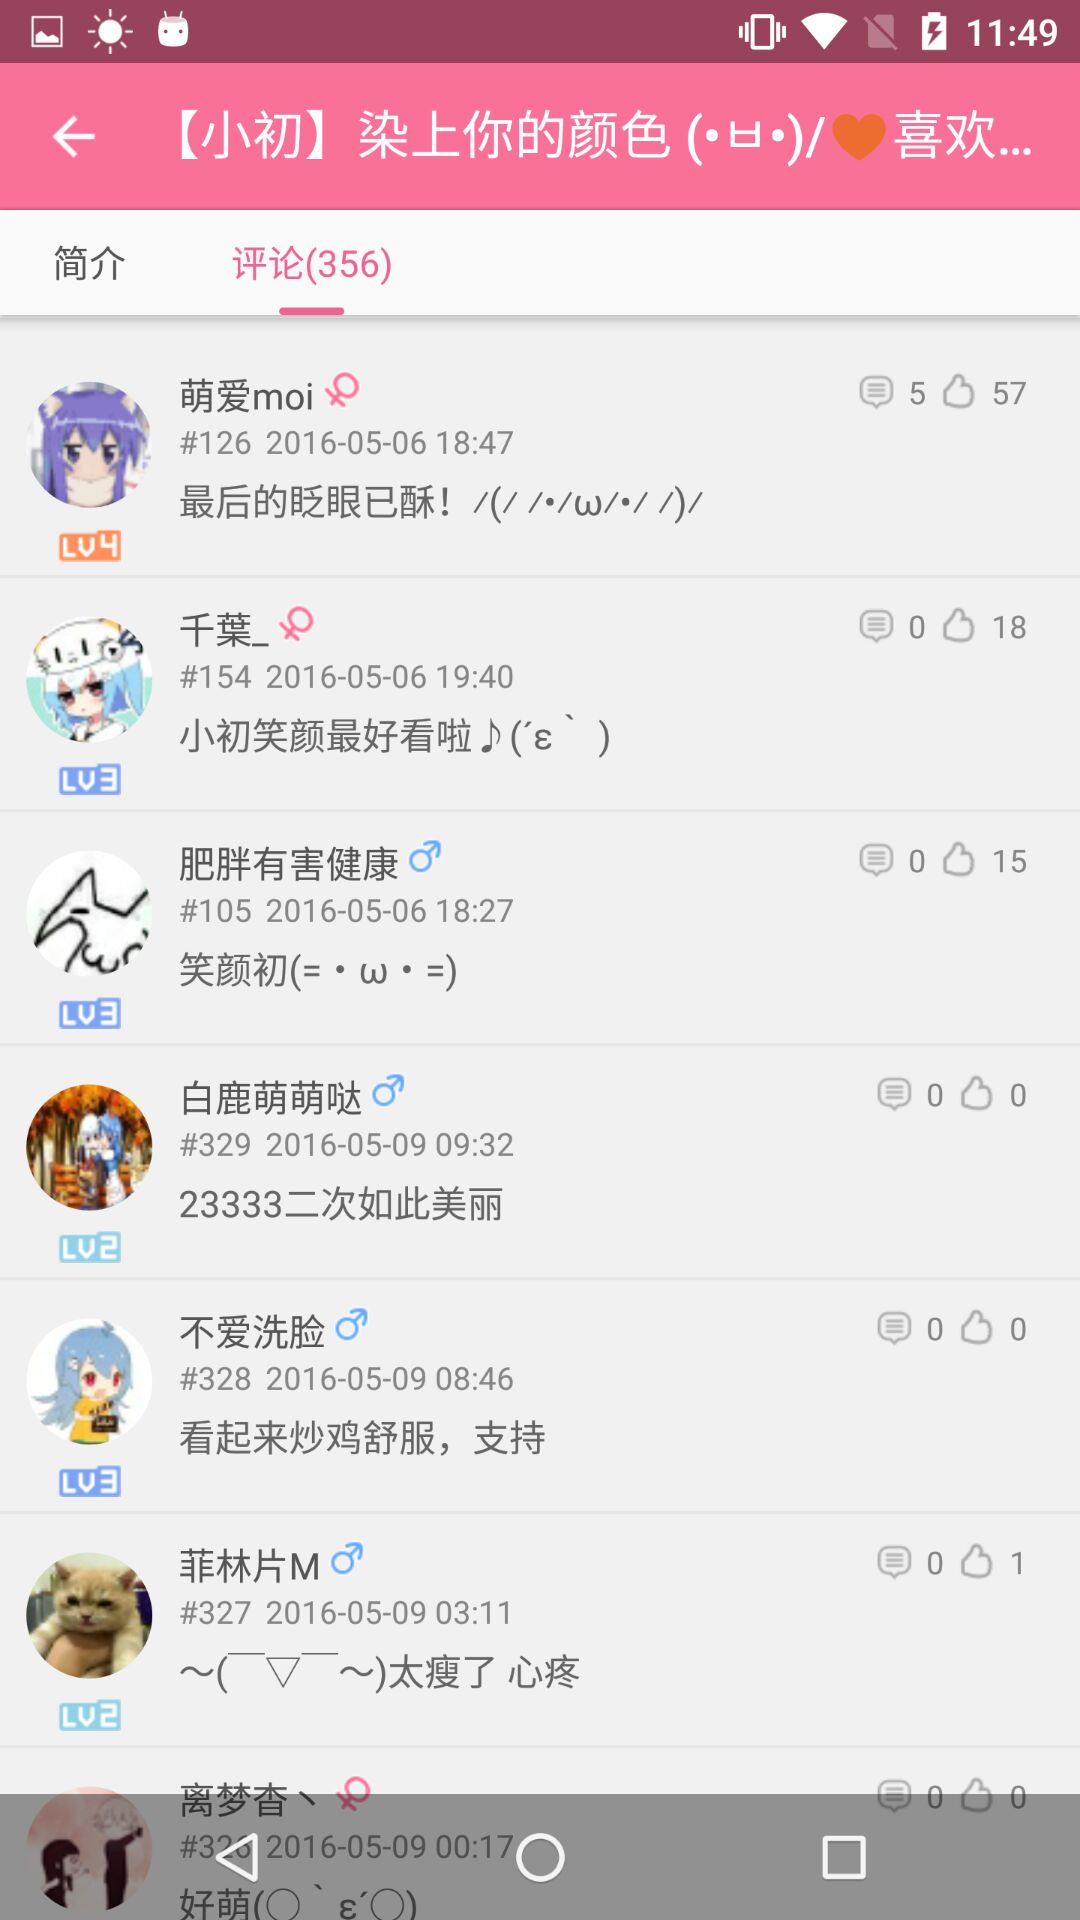 11:49
【小初】染上你的颜色 (•ㅂ•)/🧡喜欢...
简介 评论(356)
萌爱moi 5 57
#126 2016-05-06 18:47
最后的眨眼已酥！⁄(⁄ ⁄•⁄ω⁄•⁄ ⁄)⁄
LV4
千葉_ 0 18
#154 2016-05-06 19:40
小初笑颜最好看啦♪(´ε｀ )
LV3
肥胖有害健康 0 15
#105 2016-05-06 18:27
笑颜初(=・ω・=)
LV3
白鹿萌萌哒 0 0
#329 2016-05-09 09:32
23333二次如此美丽
LV2
不爱洗脸 0 0
#328 2016-05-09 08:46
看起来炒鸡舒服，支持
LV3
菲林片M 0 1
#327 2016-05-09 03:11
～(￣▽￣～)太瘦了 心疼
LV2
离梦杳丶 0 0
#326 2016-05-09 00:17
好萌(○｀ε´○)